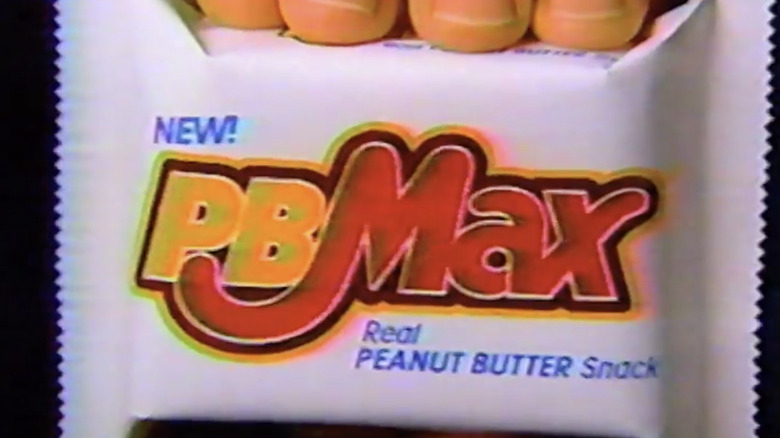 NEW!
PB Max
Real
PEANUT BUTTER Snack